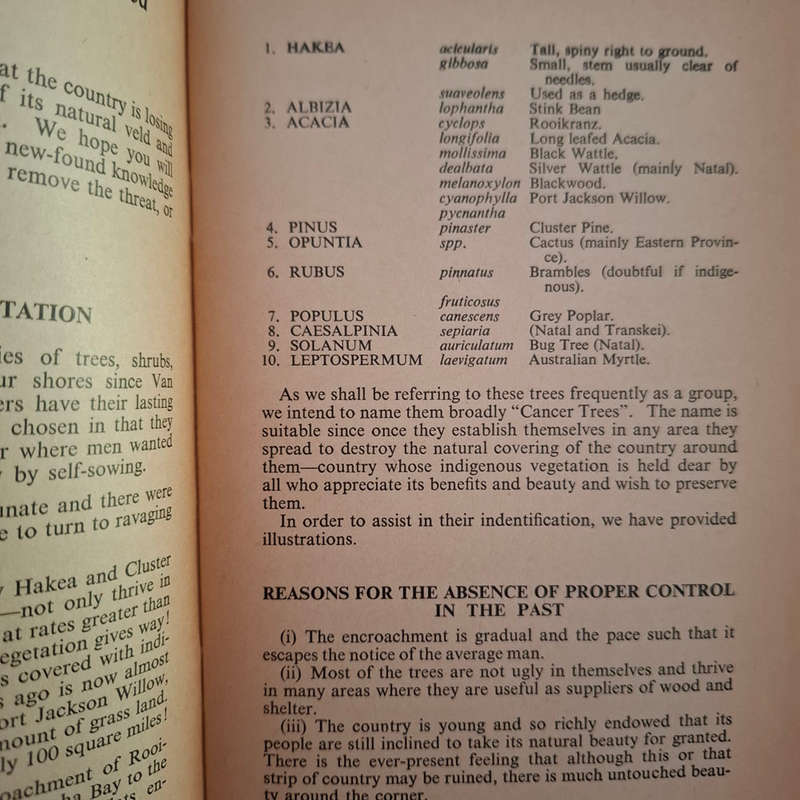 at the country is losing
f its natural veld and
. We hope you will
new-found knowledge
remove the threat, or
TATION
ies of trees, shrubs,
ur shores since Van
ers have their lasting
chosen in that they
r where men wanted
by self-sowing.
unate and there were
e to turn to ravaging
Hakea and Cluster
—not only thrive in
at rates greater than
egetation gives way!
s covered with indi-
s ago is now almost
ort Jackson Willow,
mount of grass land.
ly 100 square miles!
oachment of Rooi-
Bay to the
en-
1. HAKEA acicularis Tall, spiny right to ground.
gibbosa Small, stem usually clear of
needles.
suaveolens Used as a hedge.
2. ALBIZIA lophantha Stink Bean
3. ACACIA cyclops Rooikranz.
longifolia Long leafed Acacia.
mollissima Black Wattle.
dealbata Silver Wattle (mainly Natal).
melanoxylon Blackwood.
cyanophylla Port Jackson Willow.
pycnantha
4. PINUS pinaster Cluster Pine.
5. OPUNTIA spp. Cactus (mainly Eastern Provin-
ce).
6. RUBUS pinnatus Brambles (doubtful if indige-
nous).
fruticosus
7. POPULUS canescens Grey Poplar.
8. CAESALPINIA sepiaria (Natal and Transkei).
9. SOLANUM auriculatum Bug Tree (Natal).
10. LEPTOSPERMUM laevigatum Australian Myrtle.
As we shall be referring to these trees frequently as a group,
we intend to name them broadly “Cancer Trees”. The name is
suitable since once they establish themselves in any area they
spread to destroy the natural covering of the country around
them—country whose indigenous vegetation is held dear by
all who appreciate its benefits and beauty and wish to preserve
them.
In order to assist in their indentification, we have provided
illustrations.
REASONS FOR THE ABSENCE OF PROPER CONTROL
IN THE PAST
(i) The encroachment is gradual and the pace such that it
escapes the notice of the average man.
(ii) Most of the trees are not ugly in themselves and thrive
in many areas where they are useful as suppliers of wood and
shelter.
(iii) The country is young and so richly endowed that its
people are still inclined to take its natural beauty for granted.
There is the ever-present feeling that although this or that
strip of country may be ruined, there is much untouched beau-
ty around the corner.